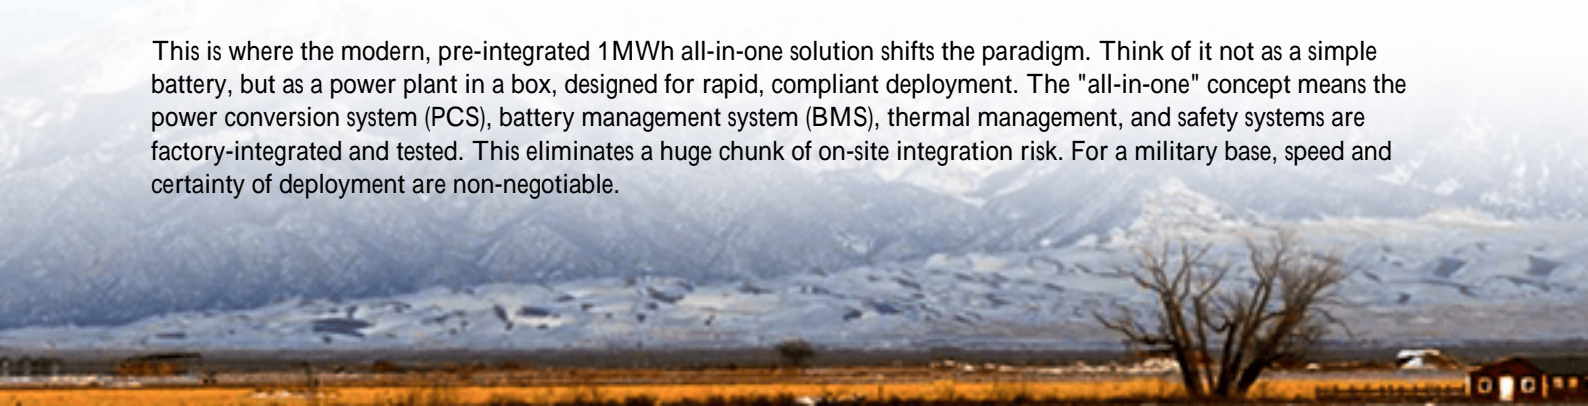 This is where the modern, pre-integrated 1MWh all-in-one solution shifts the paradigm. Think of it not as a simple
battery, but as a power plant in a box, designed for rapid, compliant deployment. The "all-in-one" concept means the
power conversion system (PCS), battery management system (BMS), thermal management, and safety systems are
factory-integrated and tested. This eliminates a huge chunk of on-site integration risk. For a military base, speed and
certainty of deployment are non-negotiable.